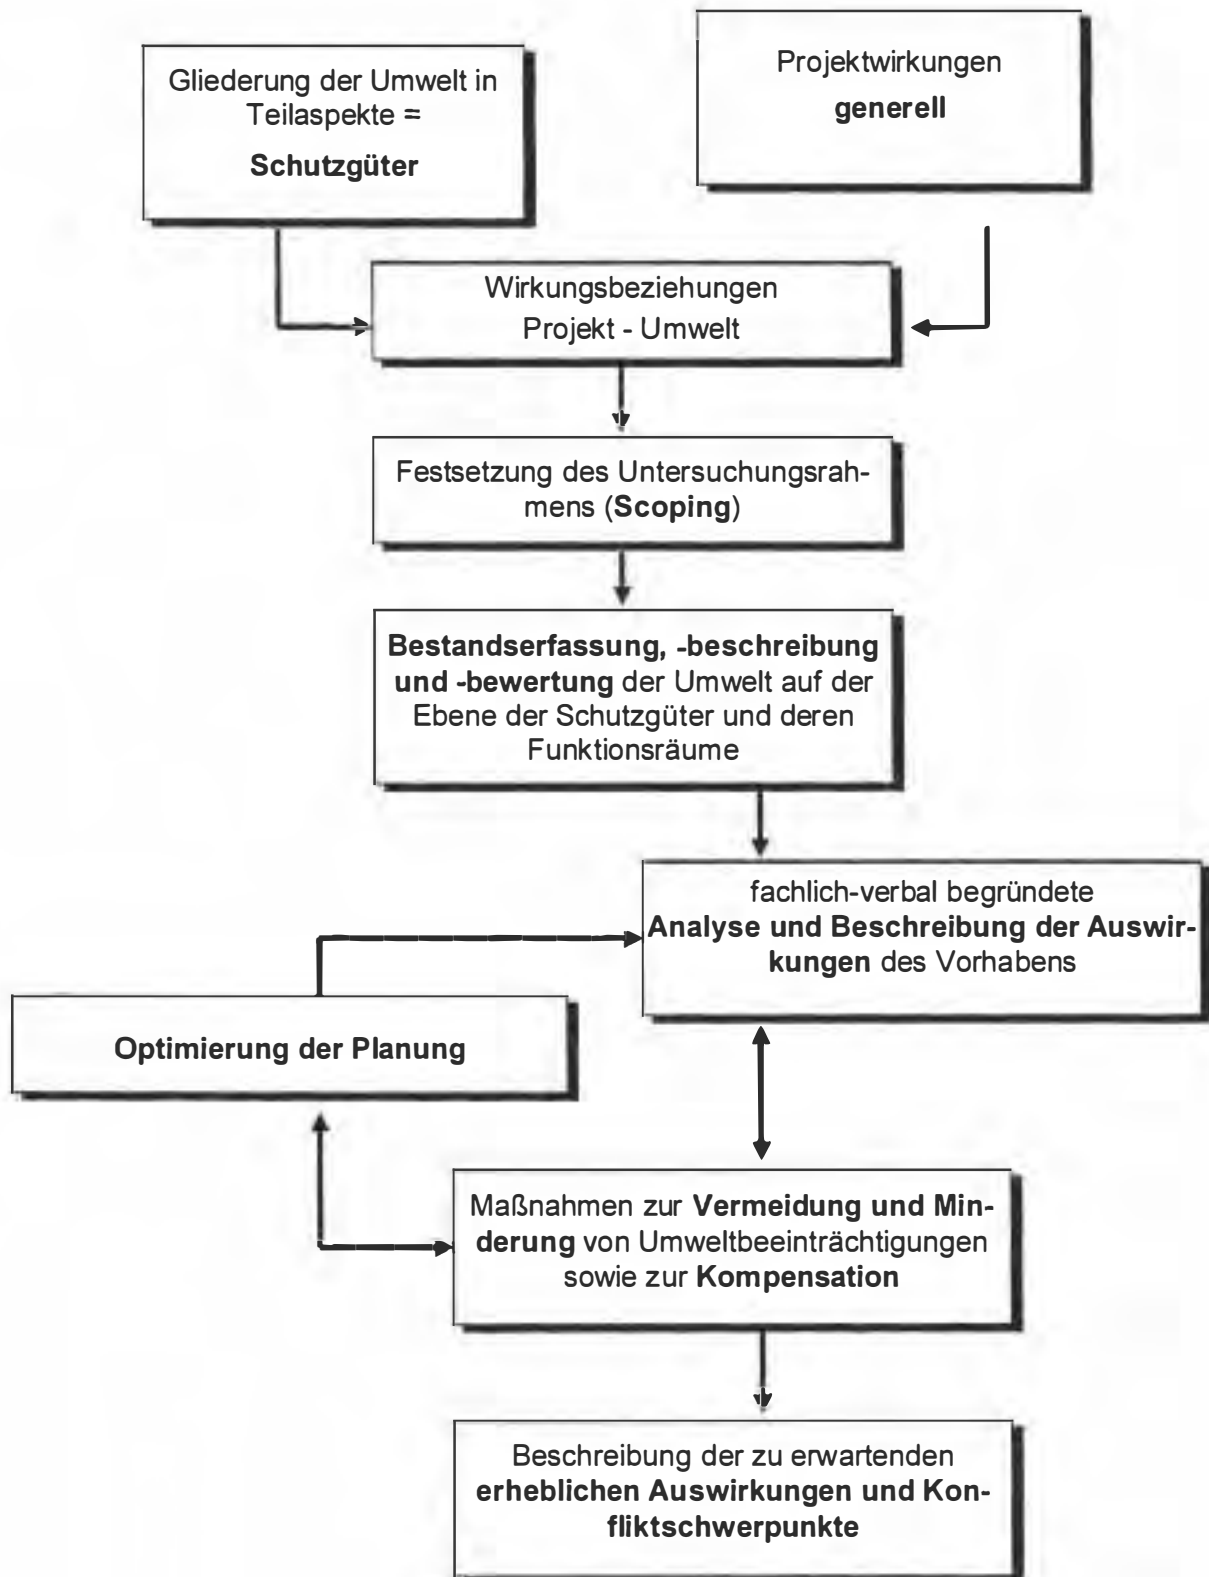 Gliederung der Umwelt in
Teilaspekte =
Schutzgüter
Projektwirkungen
generell
Wirkungsbeziehungen
Projekt - Umwelt
Festsetzung des Untersuchungsrah-
mens (Scoping)
Bestandserfassung, -beschreibung
und -bewertung der Umwelt auf der
Ebene der Schutzgüter und deren
Funktionsräume
fachlich-verbal begründete
Analyse und Beschreibung der Auswir-
kungen des Vorhabens
Optimierung der Planung
Maßnahmen zur Vermeidung und Min-
derung von Umweltbeeinträchtigungen
sowie zur Kompensation
Beschreibung der zu erwartenden
erheblichen Auswirkungen und Kon-
fliktschwerpunkte